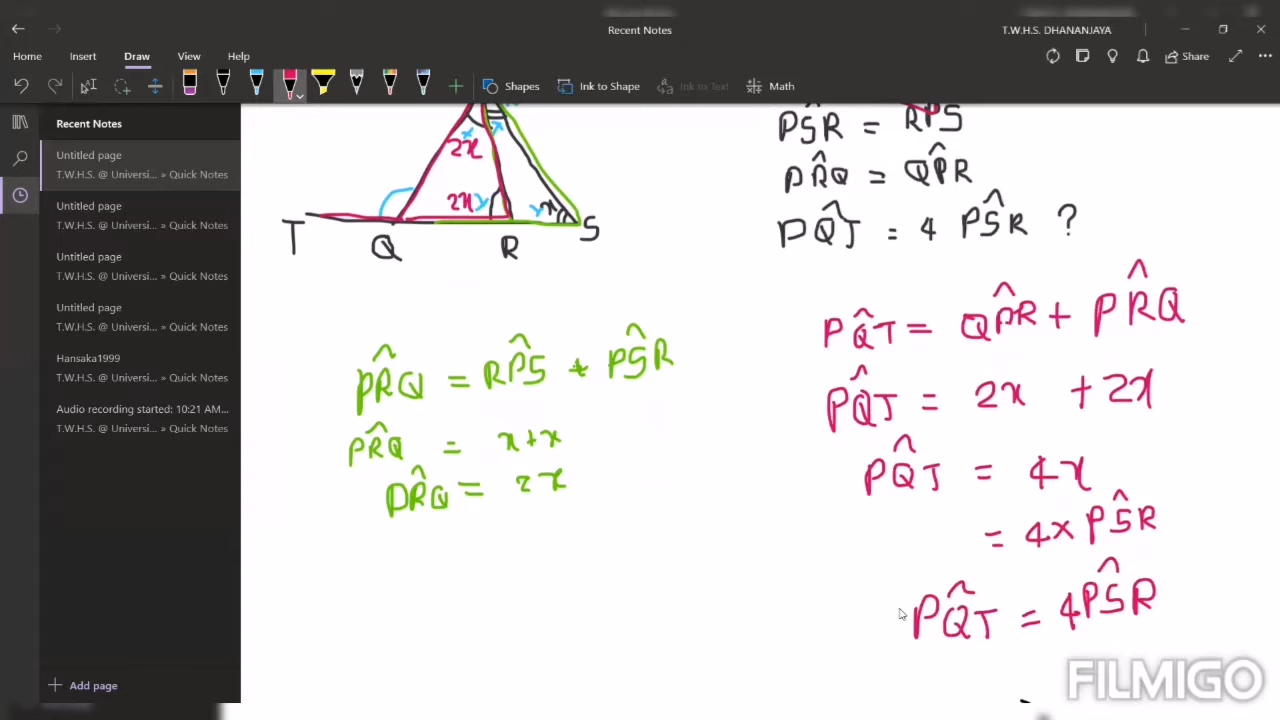 T.W.H.S. DHANANJAYA
Recent Notes
Home Insert Draw View Help
Share
Shapes Ink to Shape Ink to Text Math
Recent Notes
Untitled page
T.W.H.S. @ Universi... » Quick Notes
Untitled page
T.W.H.S. @ Universi... » Quick Notes
Untitled page
T.W.H.S. @ Universi... » Quick Notes
Untitled page
T.W.H.S. @ Universi... » Quick Notes
Hansaka1999
T.W.H.S. @ Universi... » Quick Notes
Audio recording started: 10:21 AM...
T.W.H.S. @ Universi... » Quick Notes
Add page
x x
2x
2x x x
T Q R S
PŜR = RP̂S
PR̂Q = QP̂R
PQ̂T = 4 PŜR ?
PR̂Q = RP̂S + PŜR
PR̂Q = x+x
PR̂Q = 2x
PQ̂T = QP̂R + PR̂Q
PQ̂T = 2x + 2x
PQ̂T = 4x
= 4x PŜR
PQ̂T = 4PŜR
FILMIGO